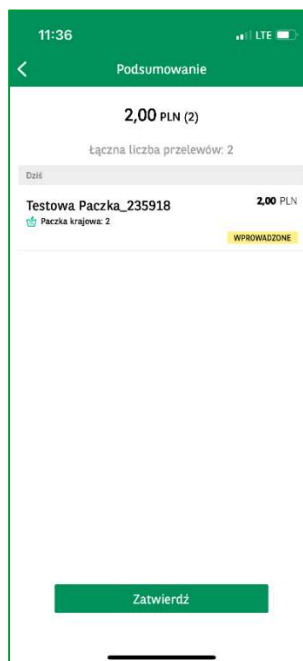 11:36
LTE
Podsumowanie
2,00 PLN (2)
Łączna liczba przelewów: 2
Dziś
Testowa Paczka_235918
2,00 PLN
Paczka krajowa: 2
WPROWADZONE
Zatwierdź